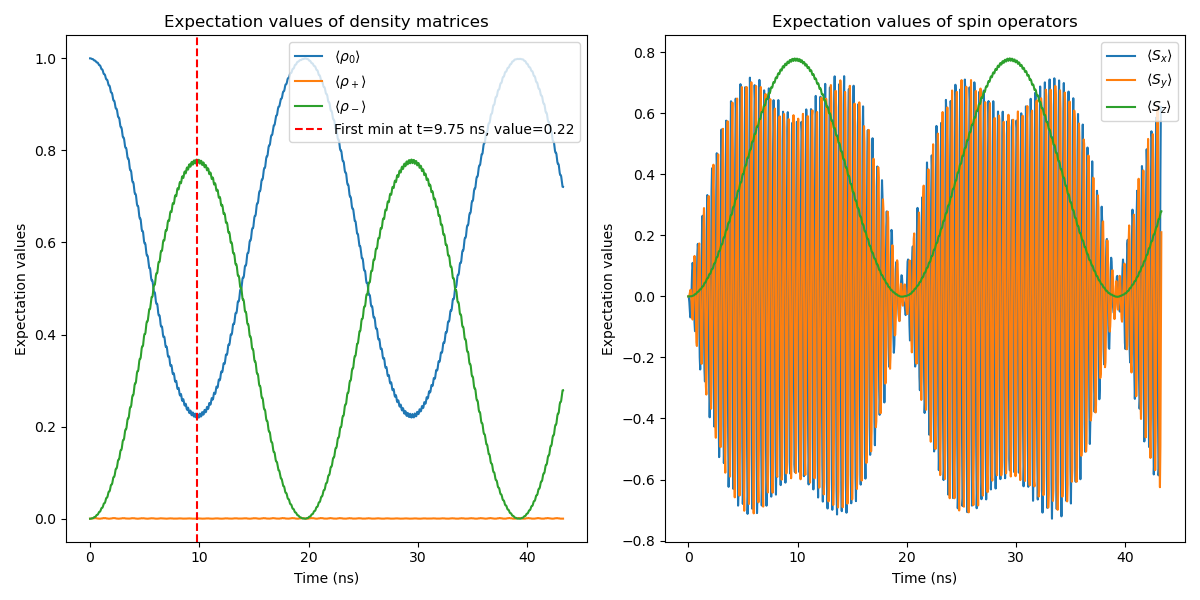 Expectation values of density matrices
Expectation values
1.0
0.8
0.6
0.4
0.2
0.0
⟨ρ₀⟩
⟨ρ₊⟩
⟨ρ₋⟩
First min at t=9.75 ns, value=0.22
0 10 20 30 40
Time (ns)
Expectation values of spin operators
Expectation values
0.8
0.6
0.4
0.2
0.0
−0.2
−0.4
−0.6
−0.8
⟨Sₓ⟩
⟨S_y⟩
⟨S_z⟩
0 10 20 30 40
Time (ns)